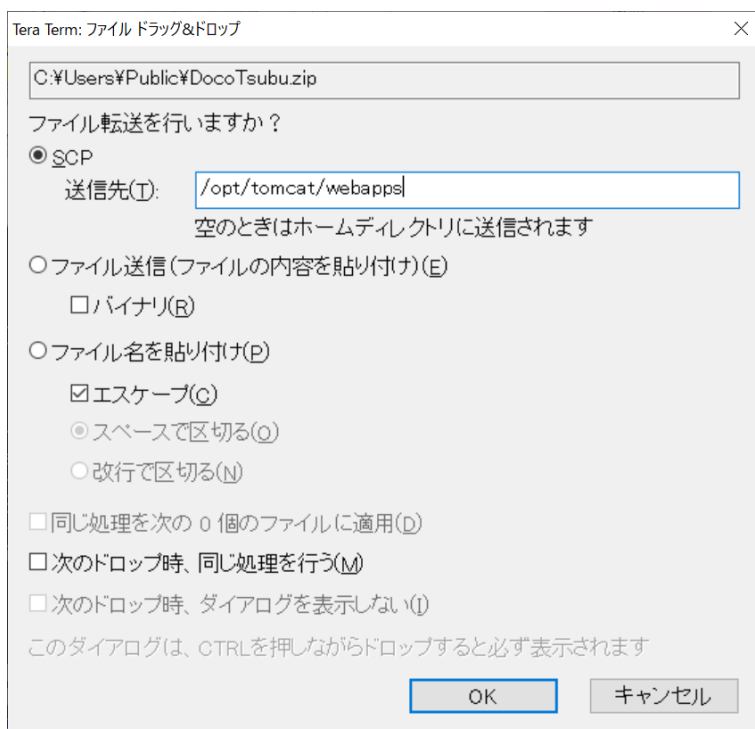 Tera Term: ファイル ドラッグ&ドロップ
C:¥Users¥Public¥DocoTsubu.zip
ファイル転送を行いますか？
SCP
送信先(T): /opt/tomcat/webapps
空のときはホームディレクトリに送信されます
ファイル送信(ファイルの内容を貼り付け)(E)
バイナリ(R)
ファイル名を貼り付け(P)
エスケープ(C)
スペースで区切る(O)
改行で区切る(N)
同じ処理を次の 0 個のファイルに適用(D)
次のドロップ時、同じ処理を行う(M)
次のドロップ時、ダイアログを表示しない(I)
このダイアログは、CTRLを押しながらドロップすると必ず表示されます
OK キャンセル